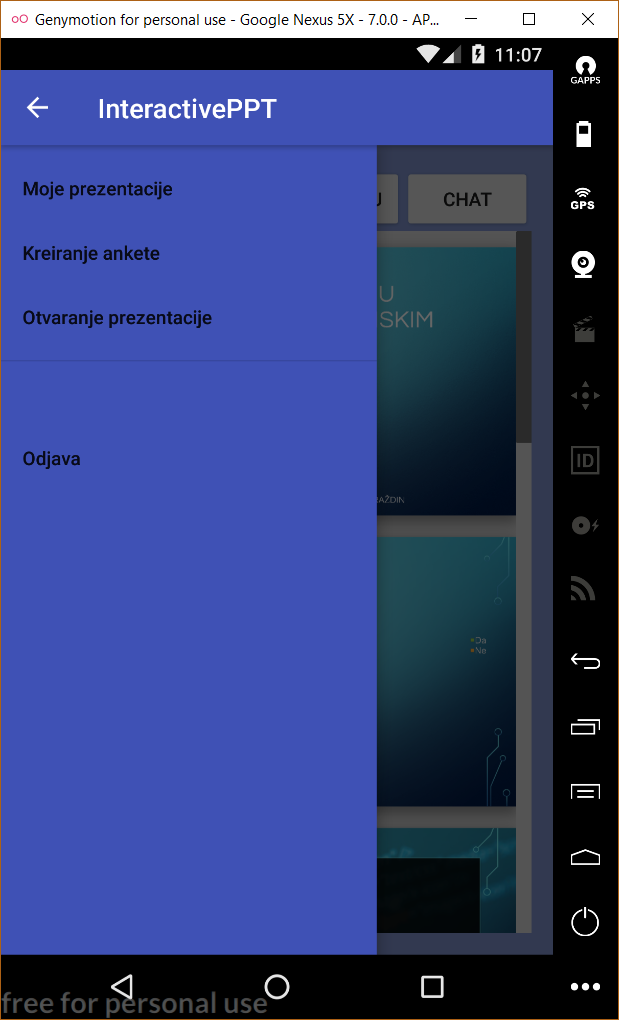 Genymotion for personal use - Google Nexus 5X - 7.0.0 - AP...
11:07
GAPPS
InteractivePPT
GPS
Moje prezentacije
CHAT
Kreiranje ankete
U
SKIM
Otvaranje prezentacije
Odjava
ID
Da
Ne
free for personal use